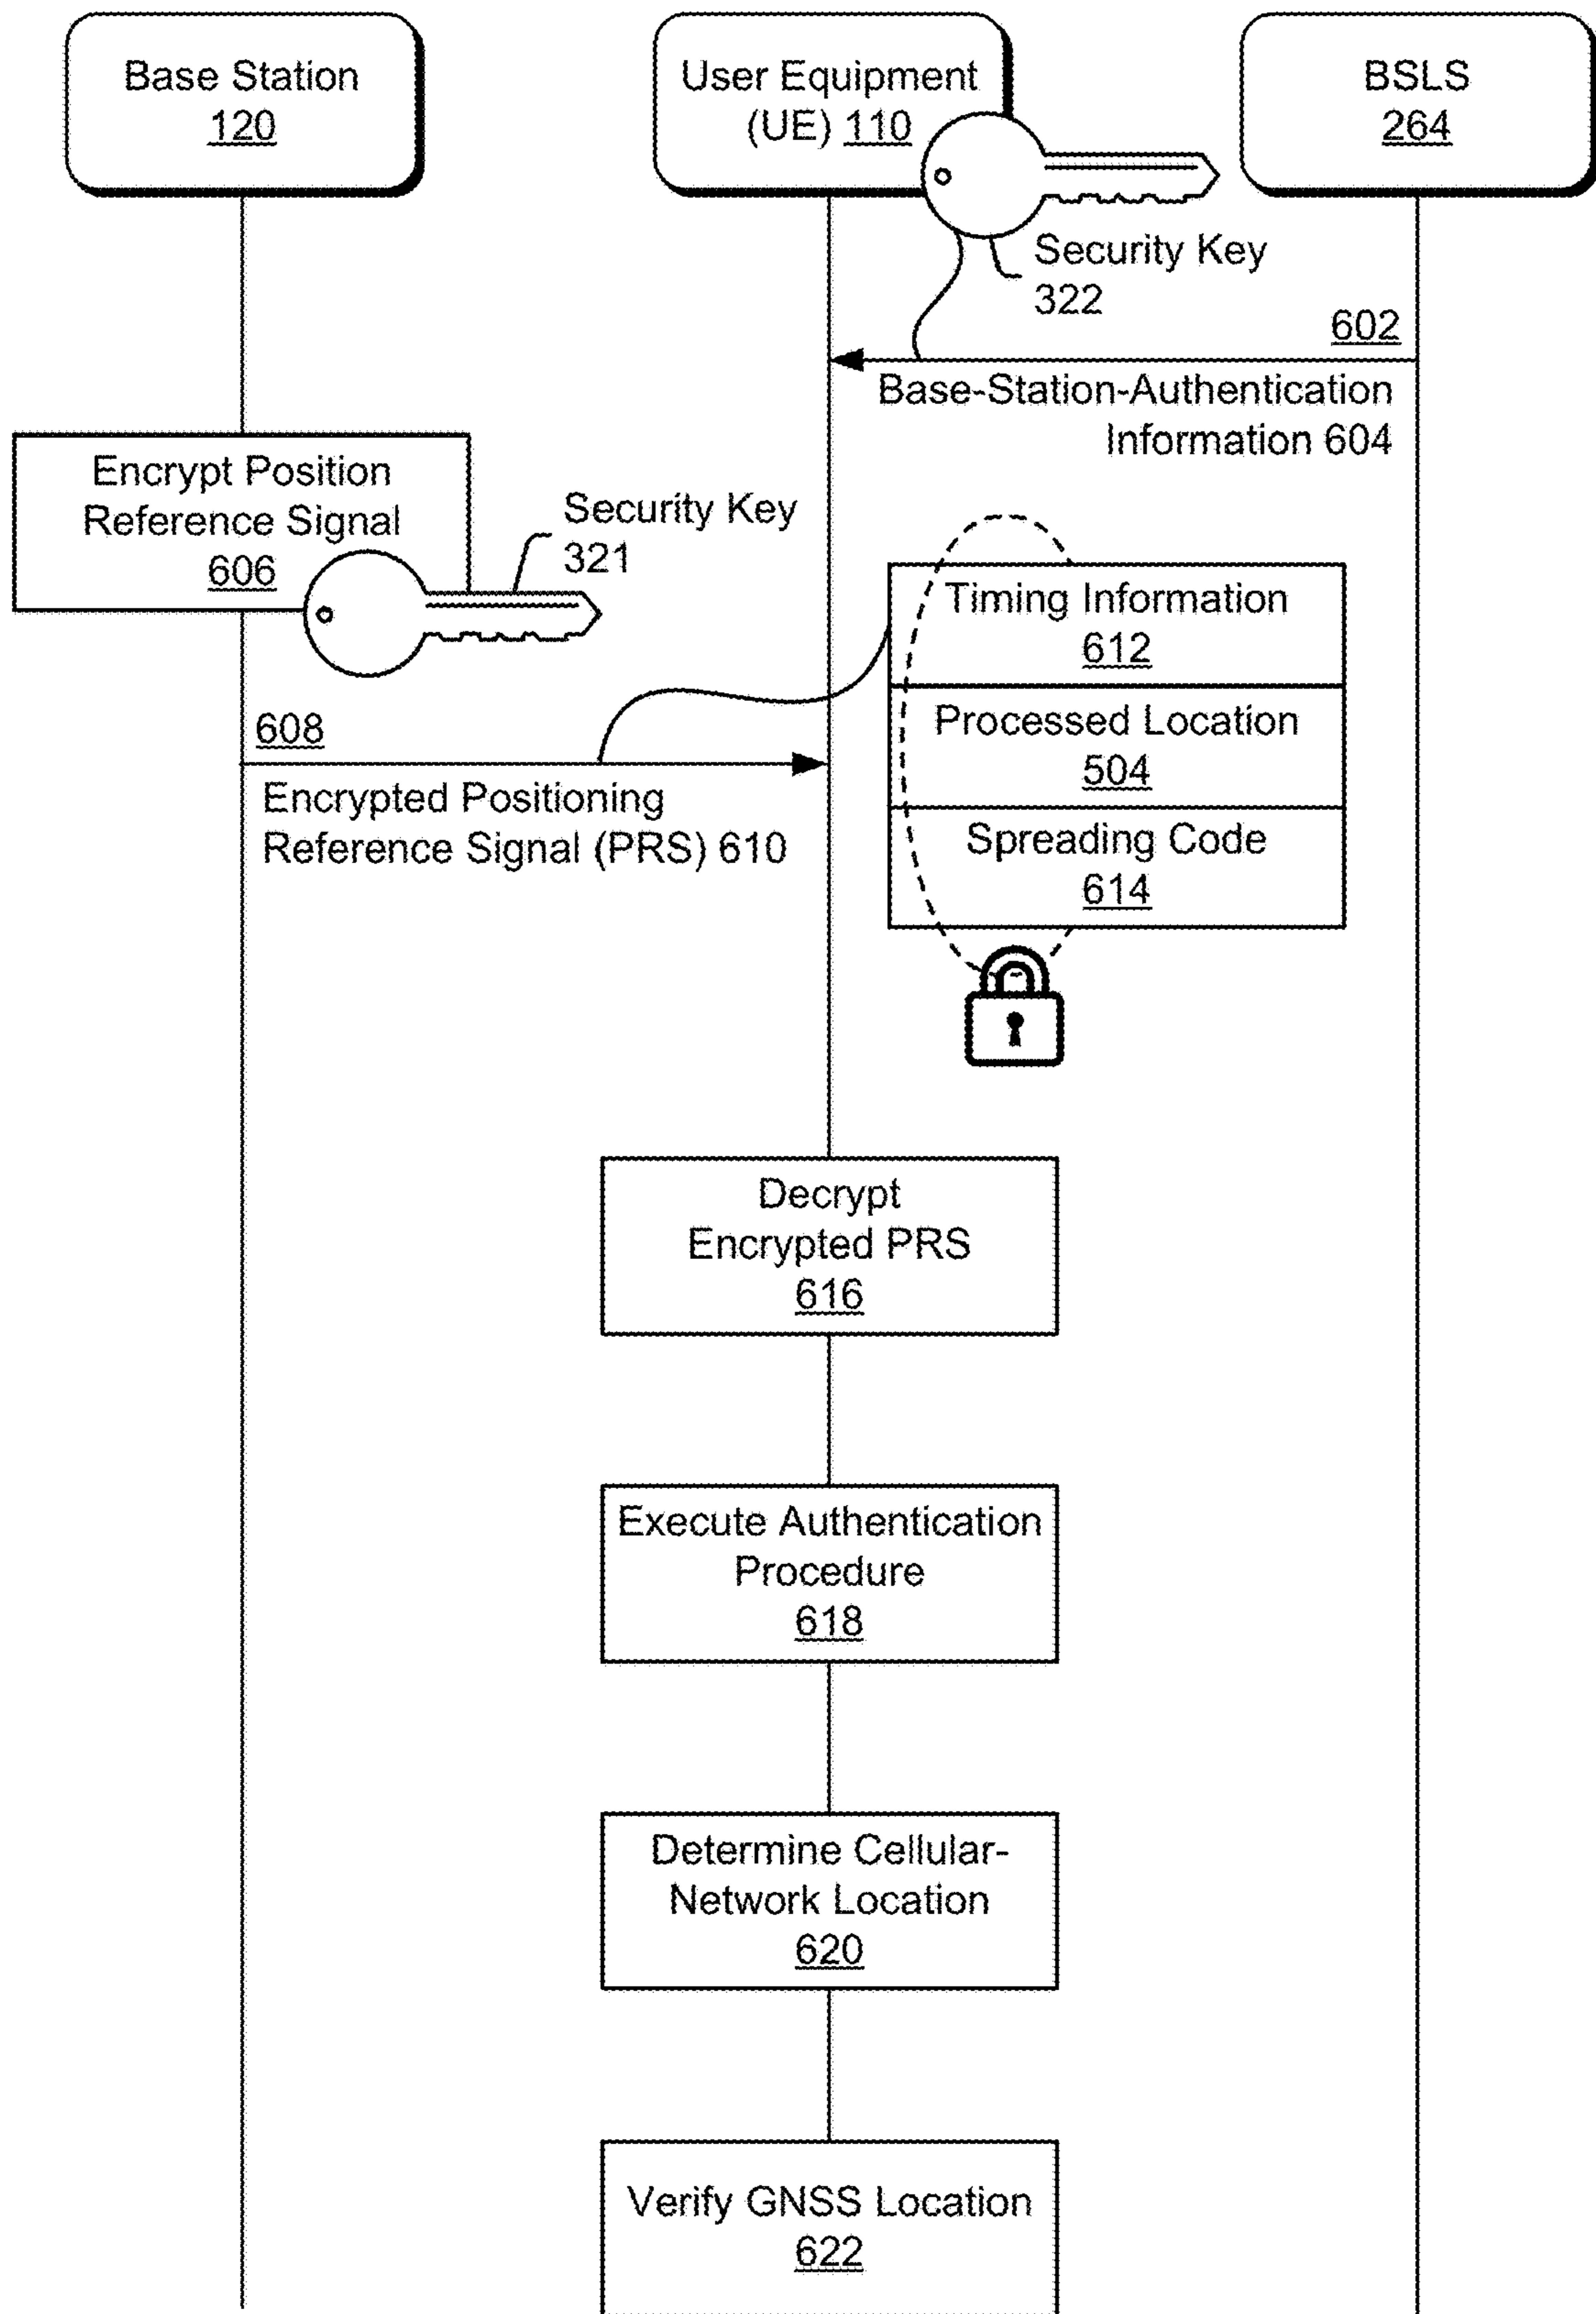 Base Station
120
User Equipment
(UE) 110
BSLS
264
Security Key
322
602
Base-Station-Authentication
Information 604
Encrypt Position
Reference Signal
606
Security Key
321
Timing Information
612
Processed Location
504
Spreading Code
614
608
Encrypted Positioning
Reference Signal (PRS) 610
Decrypt
Encrypted PRS
616
Execute Authentication
Procedure
618
Determine Cellular-
Network Location
620
Verify GNSS Location
622